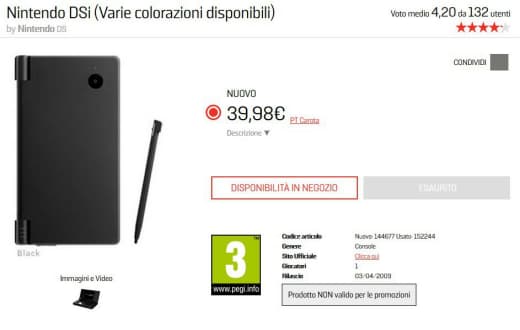 Nintendo DSi (Varie colorazioni disponibili)
by Nintendo DS
Voto medio 4,20 da 132 utenti
CONDIVIDI
NUOVO
39,98€ PT Carota
Descrizione ▼
DISPONIBILITÀ IN NEGOZIO
ESAURITO
Black
Immagini e Video
3
www.pegi.info
Codice articolo Nuovo 144677 Usato 152244
Genere Console
Sito Ufficiale Clicca qui
Giocatori 1
Rilascio 03/04/2009
Prodotto NON valido per le promozioni